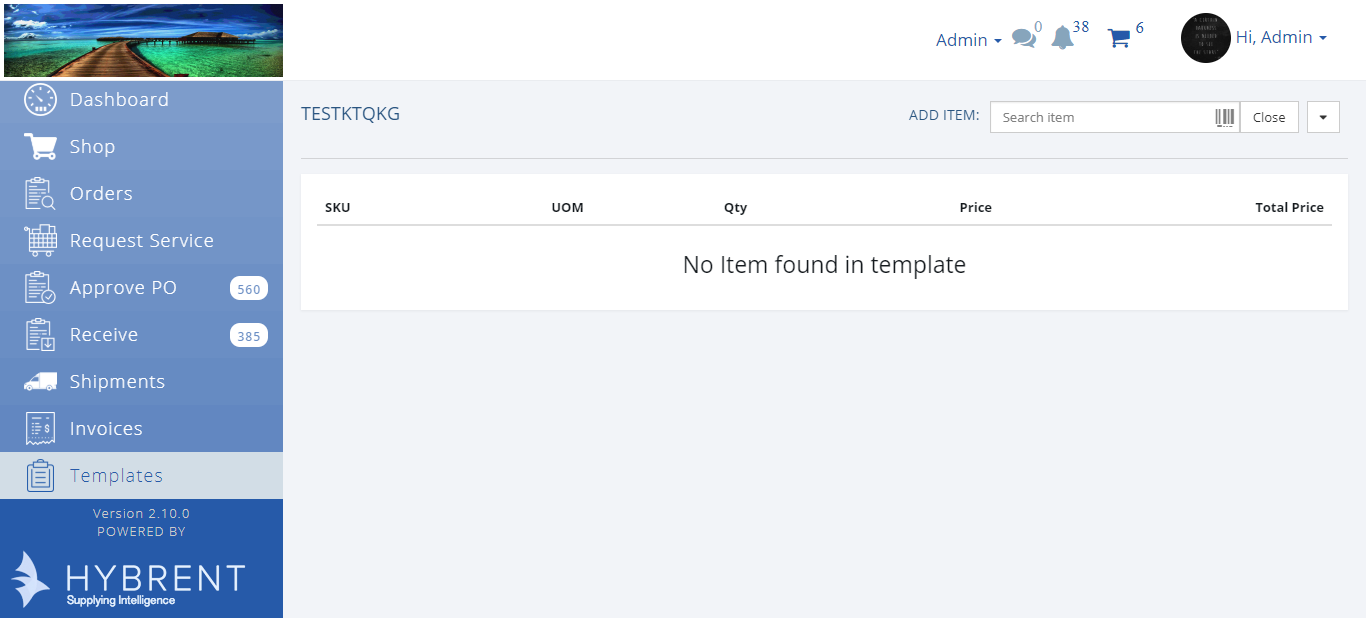 Admin
0
38
6
Hi, Admin
Dashboard
Shop
Orders
Request Service
Approve PO 560
Receive 385
Shipments
Invoices
Templates
Version 2.10.0
POWERED BY
HYBRENT
Supplying Intelligence
TESTKTQKG
ADD ITEM: Search item Close
SKU UOM Qty Price Total Price
No Item found in template